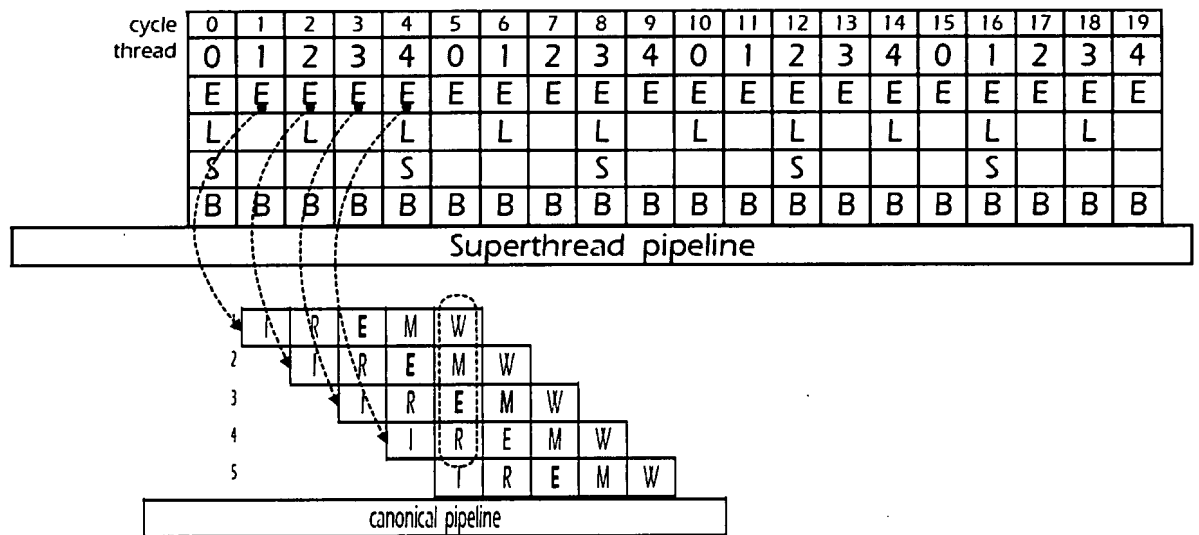 cycle 0 1 2 3 4 5 6 7 8 9 10 11 12 13 14 15 16 17 18 19
thread 0 1 2 3 4 0 1 2 3 4 0 1 2 3 4 0 1 2 3 4
E E E E E E E E E E E E E E E E E E E E
L L L L L L L L L L
S S S S S
B B B B B B B B B B B B B B B B B B B B
Superthread pipeline
I R E M W
2 I R E M W
3 I R E M W
4 I R E M W
5 I R E M W
canonical pipeline